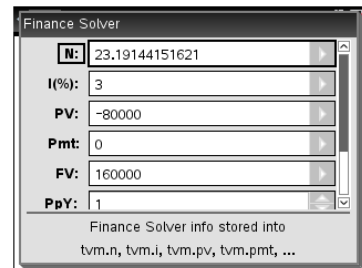 Finance Solver
N: 23.19144151621
I(%): 3
PV: -80000
Pmt: 0
FV: 160000
PpY: 1
Finance Solver info stored into
tvm.n, tvm.i, tvm.pv, tvm.pmt, ...